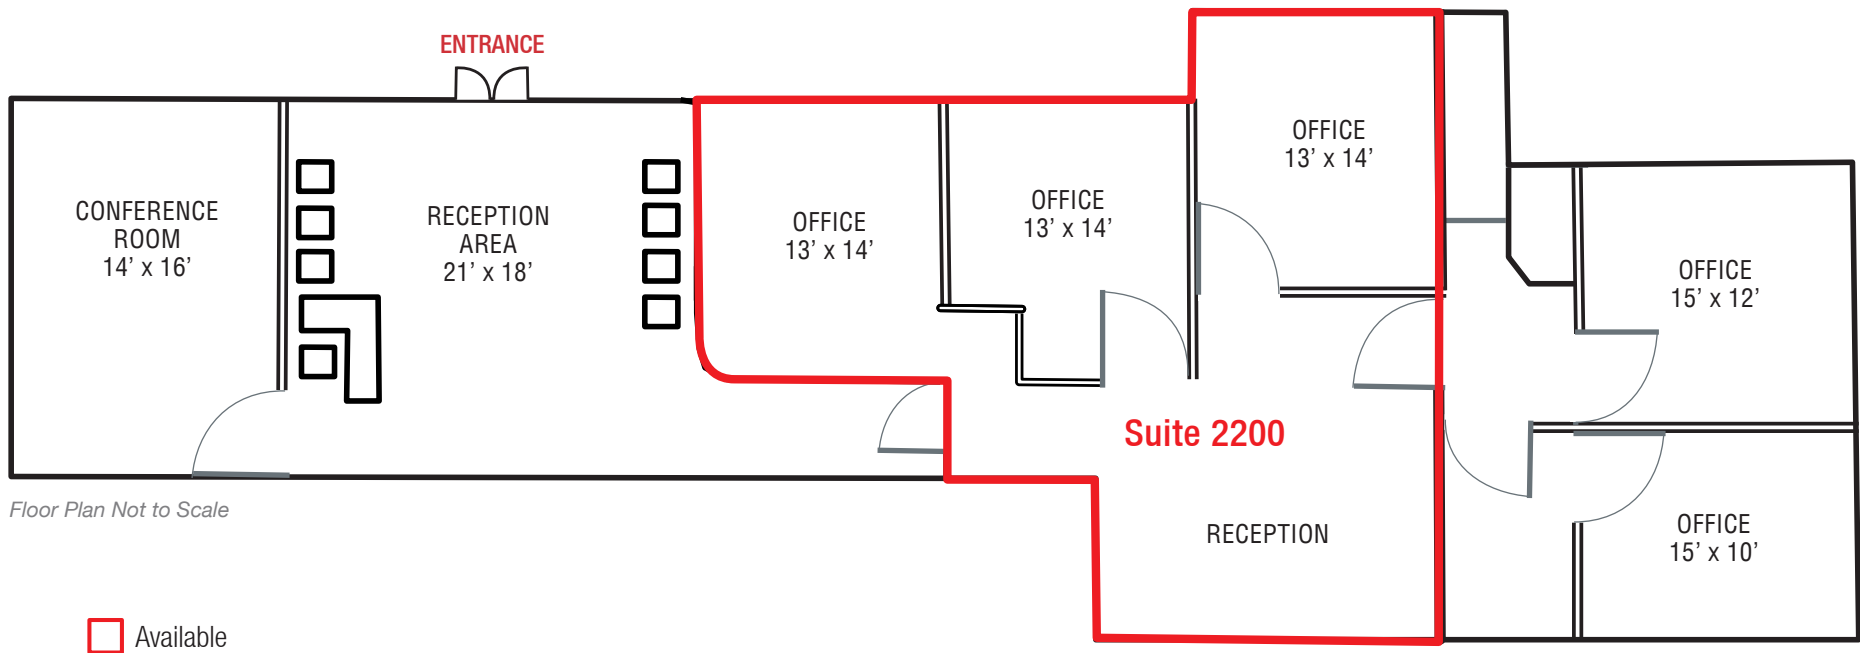 ENTRANCE
CONFERENCE
ROOM
14’ x 16’
RECEPTION
AREA
21’ x 18’
OFFICE
13’ x 14’
OFFICE
13’ x 14’
OFFICE
13’ x 14’
OFFICE
15’ x 12’
Suite 2200
RECEPTION
OFFICE
15’ x 10’
Floor Plan Not to Scale
Available